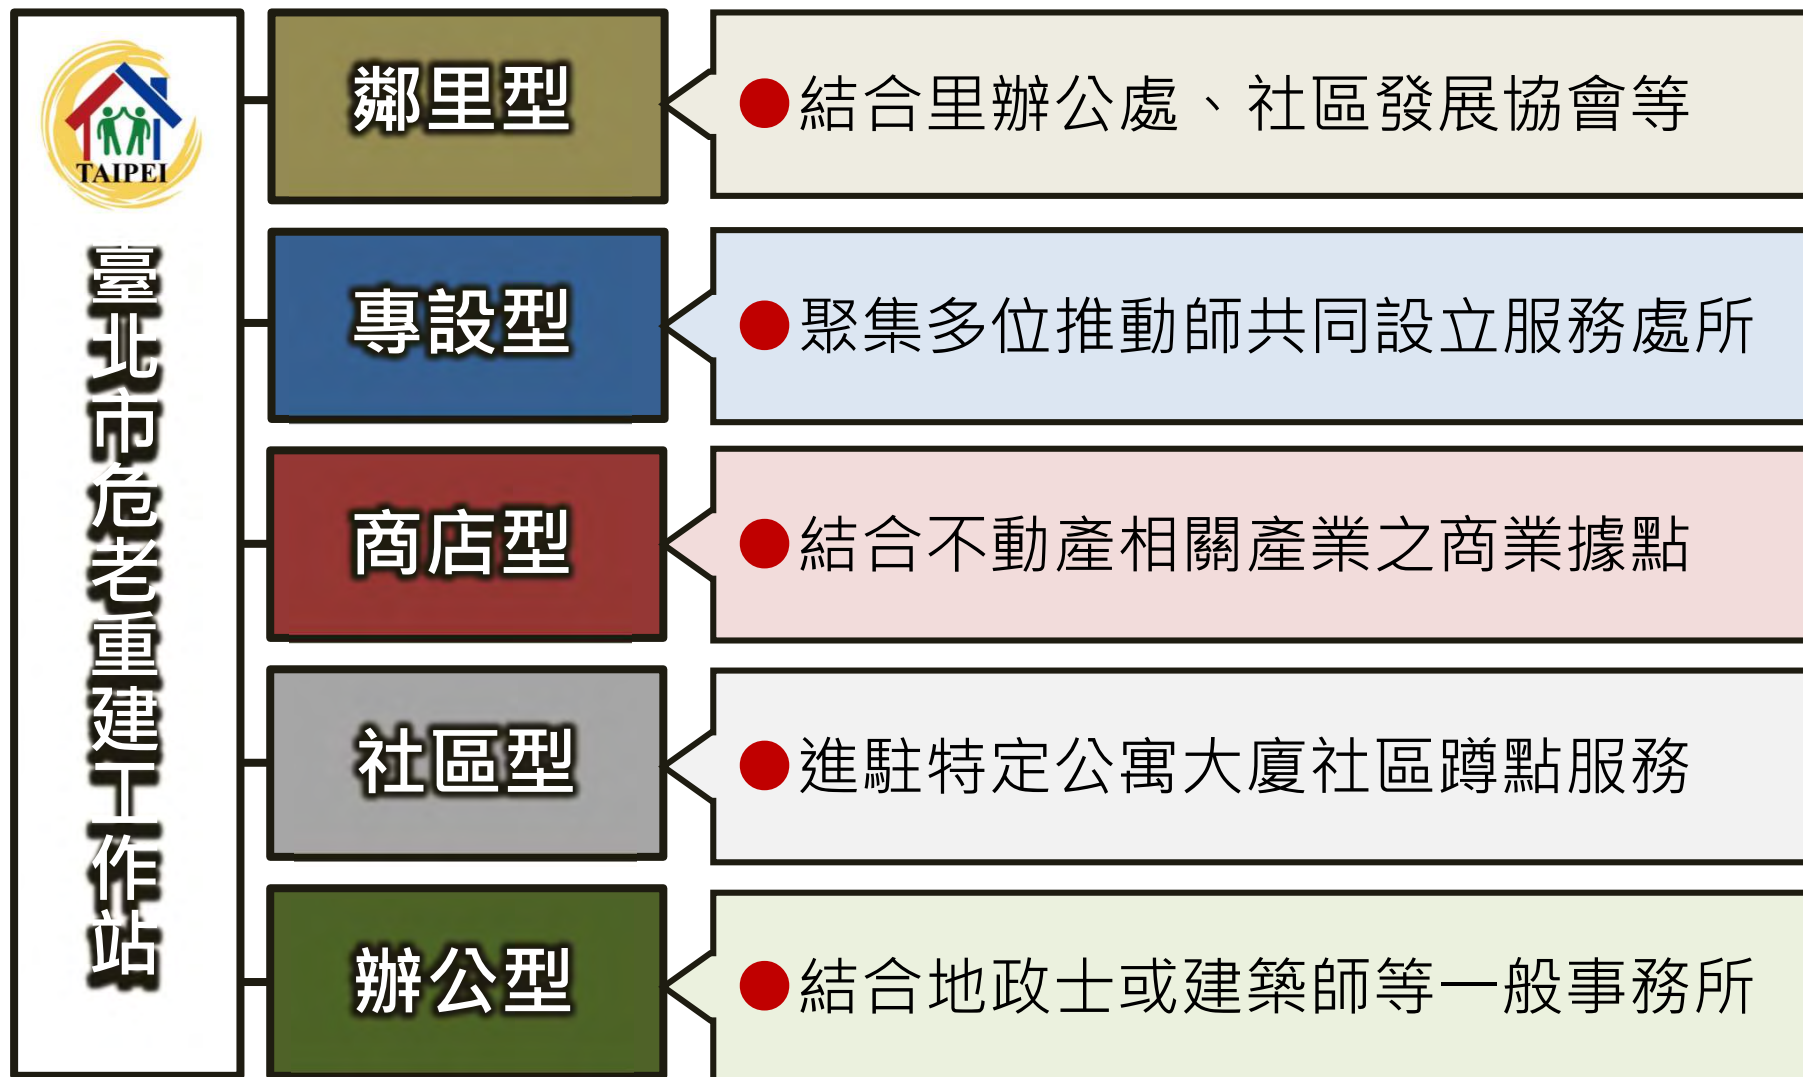 TAIPEI
臺北市危老重建工作站
鄰里型
●結合里辦公處、社區發展協會等
專設型
●聚集多位推動師共同設立服務處所
商店型
●結合不動產相關產業之商業據點
社區型
●進駐特定公寓大廈社區蹲點服務
辦公型
●結合地政士或建築師等一般事務所